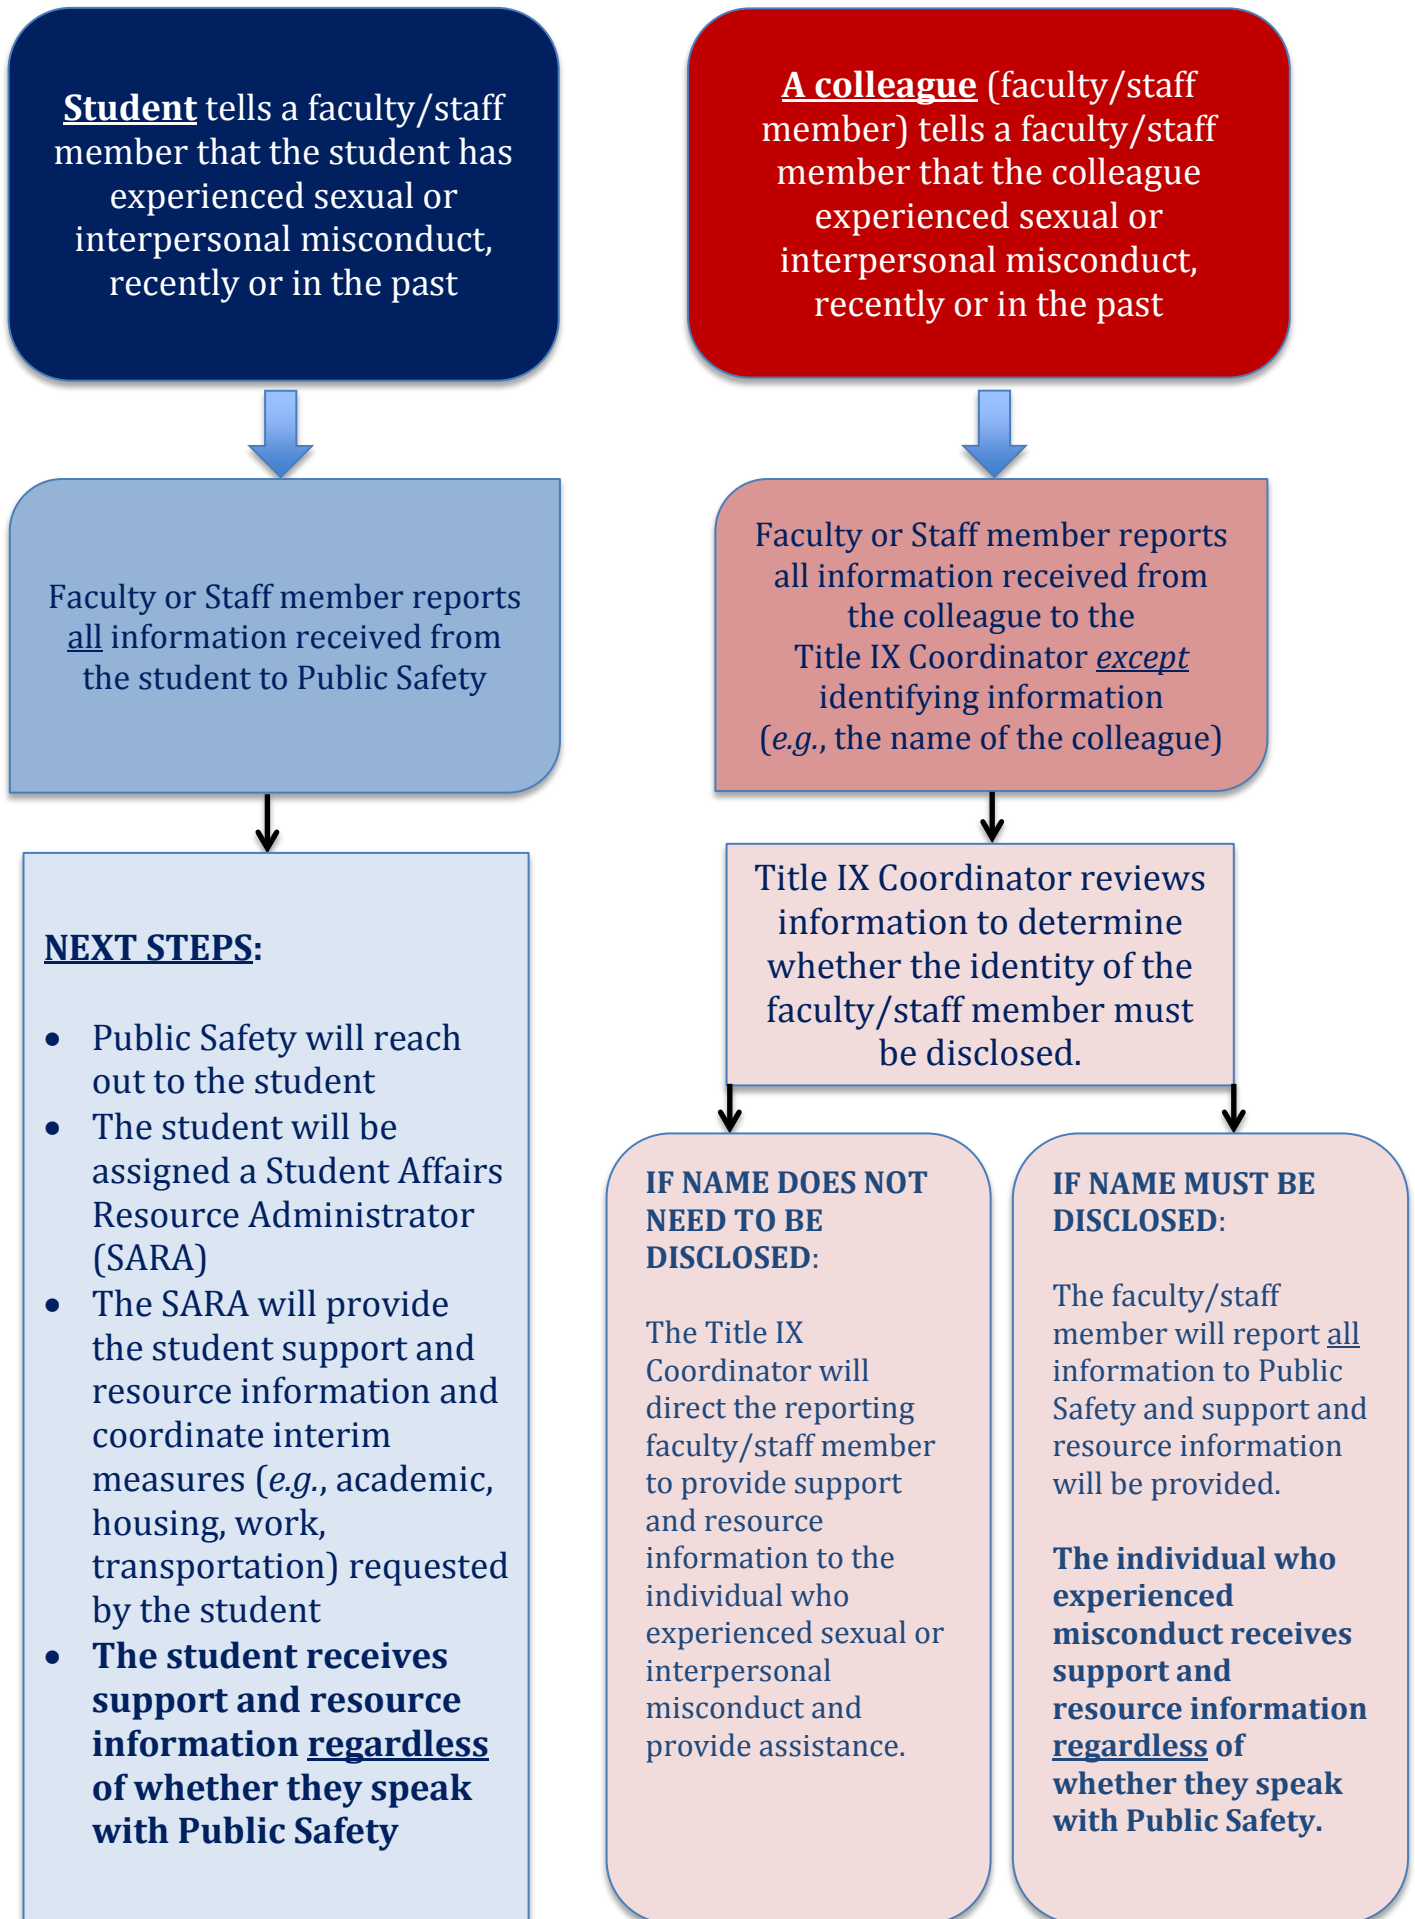 Student tells a faculty/staff
member that the student has
experienced sexual or
interpersonal misconduct,
recently or in the past
Faculty or Staff member reports
all information received from
the student to Public Safety
NEXT STEPS:
• Public Safety will reach
out to the student
• The student will be
assigned a Student Affairs
Resource Administrator
(SARA)
• The SARA will provide
the student support and
resource information and
coordinate interim
measures (e.g., academic,
housing, work,
transportation) requested
by the student
• The student receives
support and resource
information regardless
of whether they speak
with Public Safety
A colleague (faculty/staff
member) tells a faculty/staff
member that the colleague
experienced sexual or
interpersonal misconduct,
recently or in the past
Faculty or Staff member reports
all information received from
the colleague to the
Title IX Coordinator except
identifying information
(e.g., the name of the colleague)
Title IX Coordinator reviews
information to determine
whether the identity of the
faculty/staff member must
be disclosed.
IF NAME DOES NOT
NEED TO BE
DISCLOSED:
The Title IX
Coordinator will
direct the reporting
faculty/staff member
to provide support
and resource
information to the
individual who
experienced sexual or
interpersonal
misconduct and
provide assistance.
IF NAME MUST BE
DISCLOSED:
The faculty/staff
member will report all
information to Public
Safety and support and
resource information
will be provided.
The individual who
experienced
misconduct receives
support and
resource information
regardless of
whether they speak
with Public Safety.